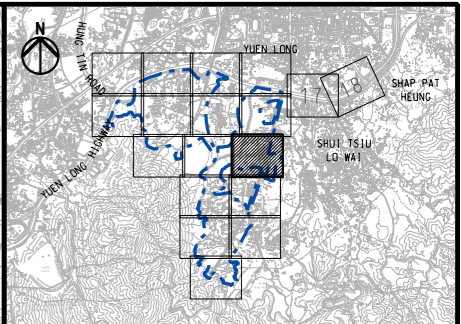 N
HUNG TIN ROAD
YUEN LONG
17
18
SHAP PAT
HEUNG
SHUI TSIU
LO WAI
YUEN LONG HIGHWAY